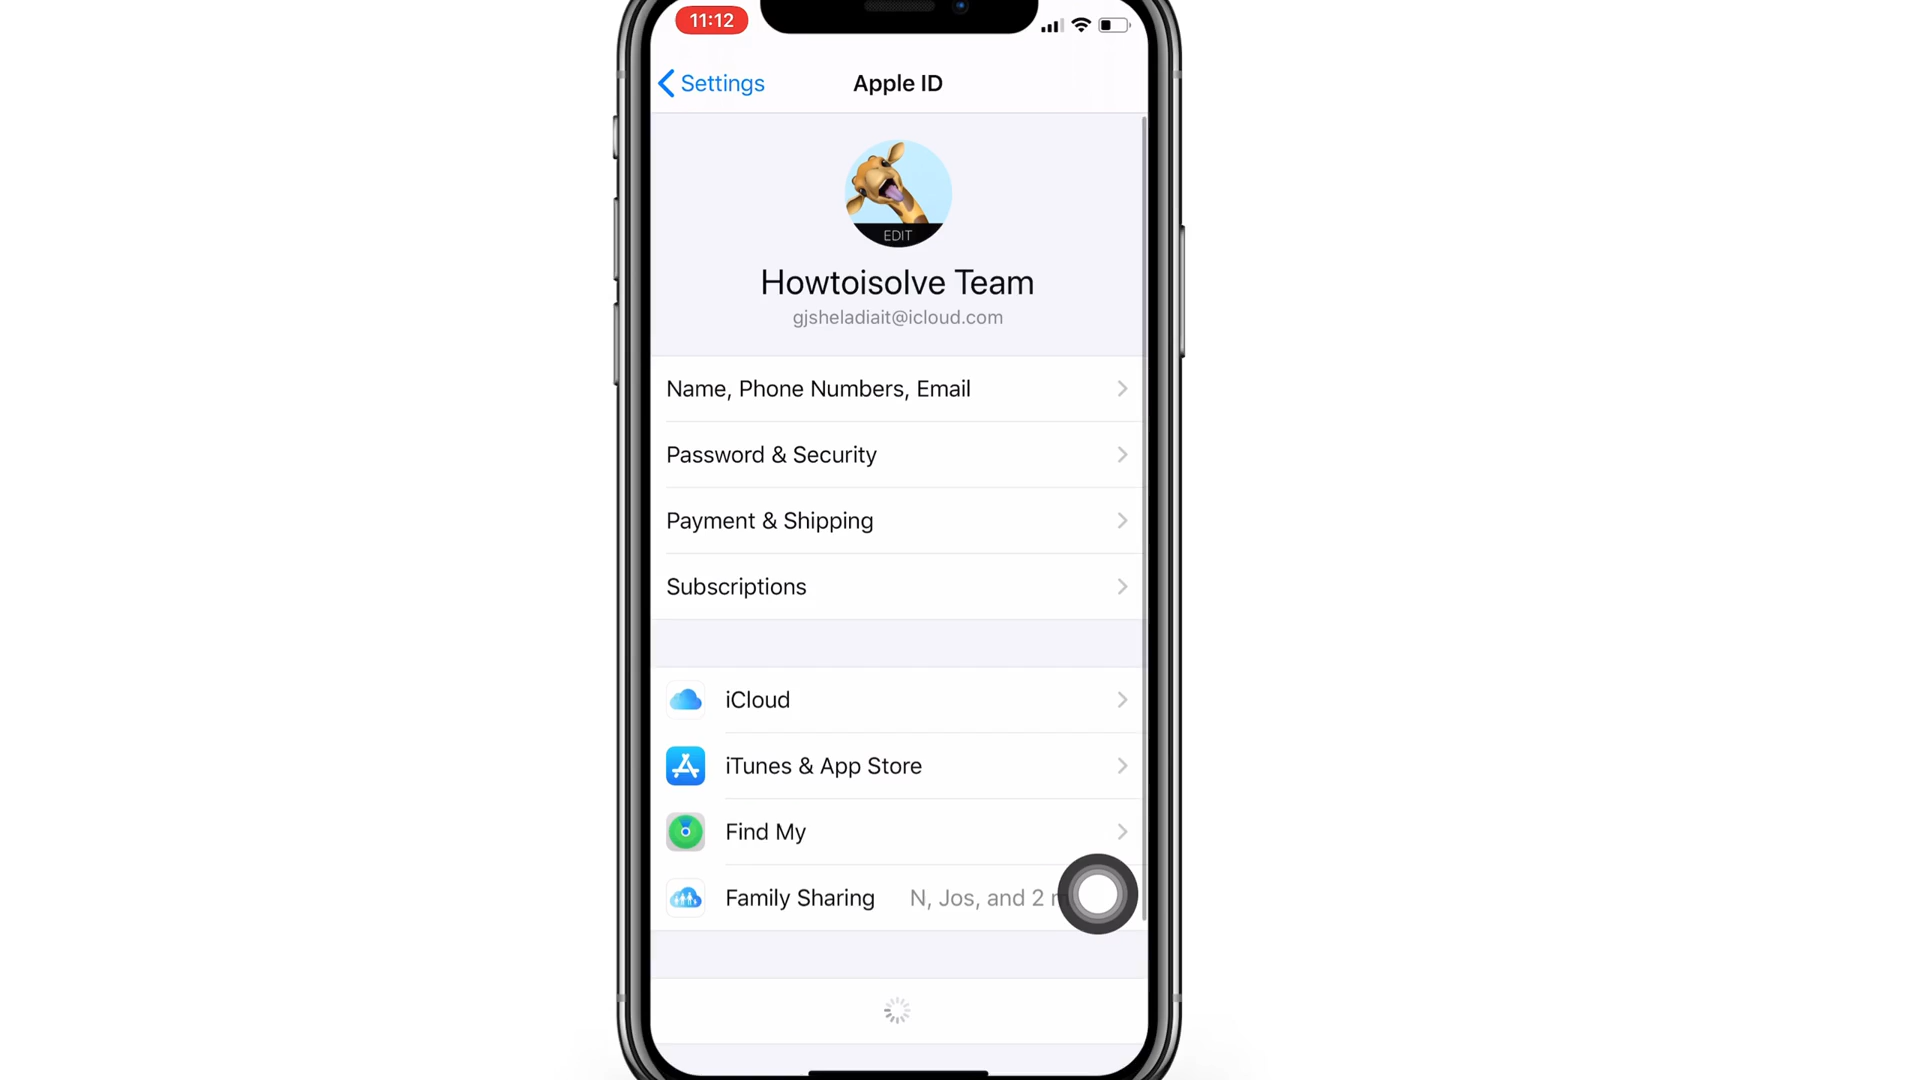 11:12
Settings
Apple ID
EDIT
Howtoisolve Team
gjsheladiait@icloud.com
Name, Phone Numbers, Email
Password & Security
Payment & Shipping
Subscriptions
iCloud
iTunes & App Store
Find My
Family Sharing N, Jos, and 2